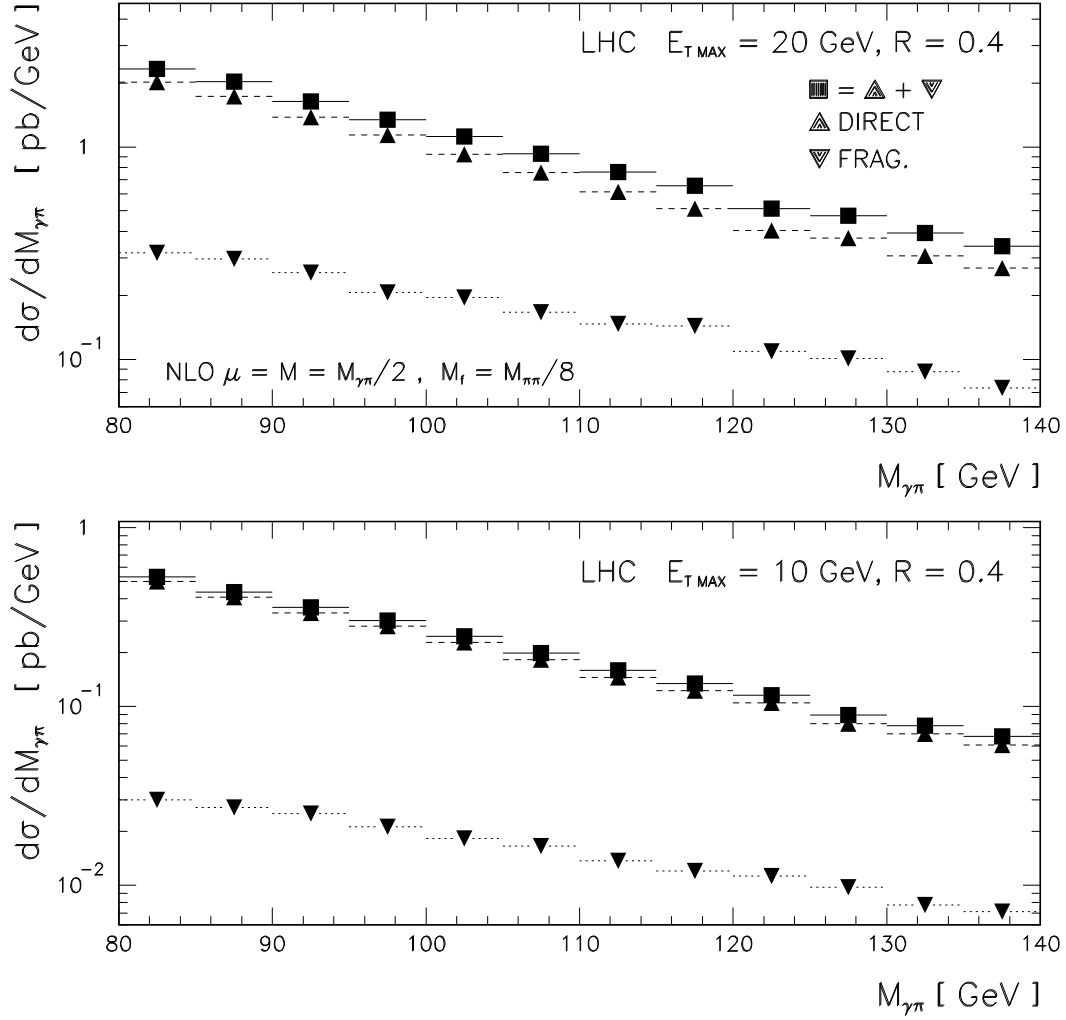 LHC E_T MAX = 20 GeV, R = 0.4
■ = ▲ + ▼
▲ DIRECT
▼ FRAG.
dσ/dM_γπ [ pb/GeV ]
1
10⁻¹
NLO μ = M = M_γπ/2 , M_f = M_ππ/8
80 90 100 110 120 130 140
M_γπ [ GeV ]
LHC E_T MAX = 10 GeV, R = 0.4
dσ/dM_γπ [ pb/GeV ]
1
10⁻¹
10⁻²
80 90 100 110 120 130 140
M_γπ [ GeV ]